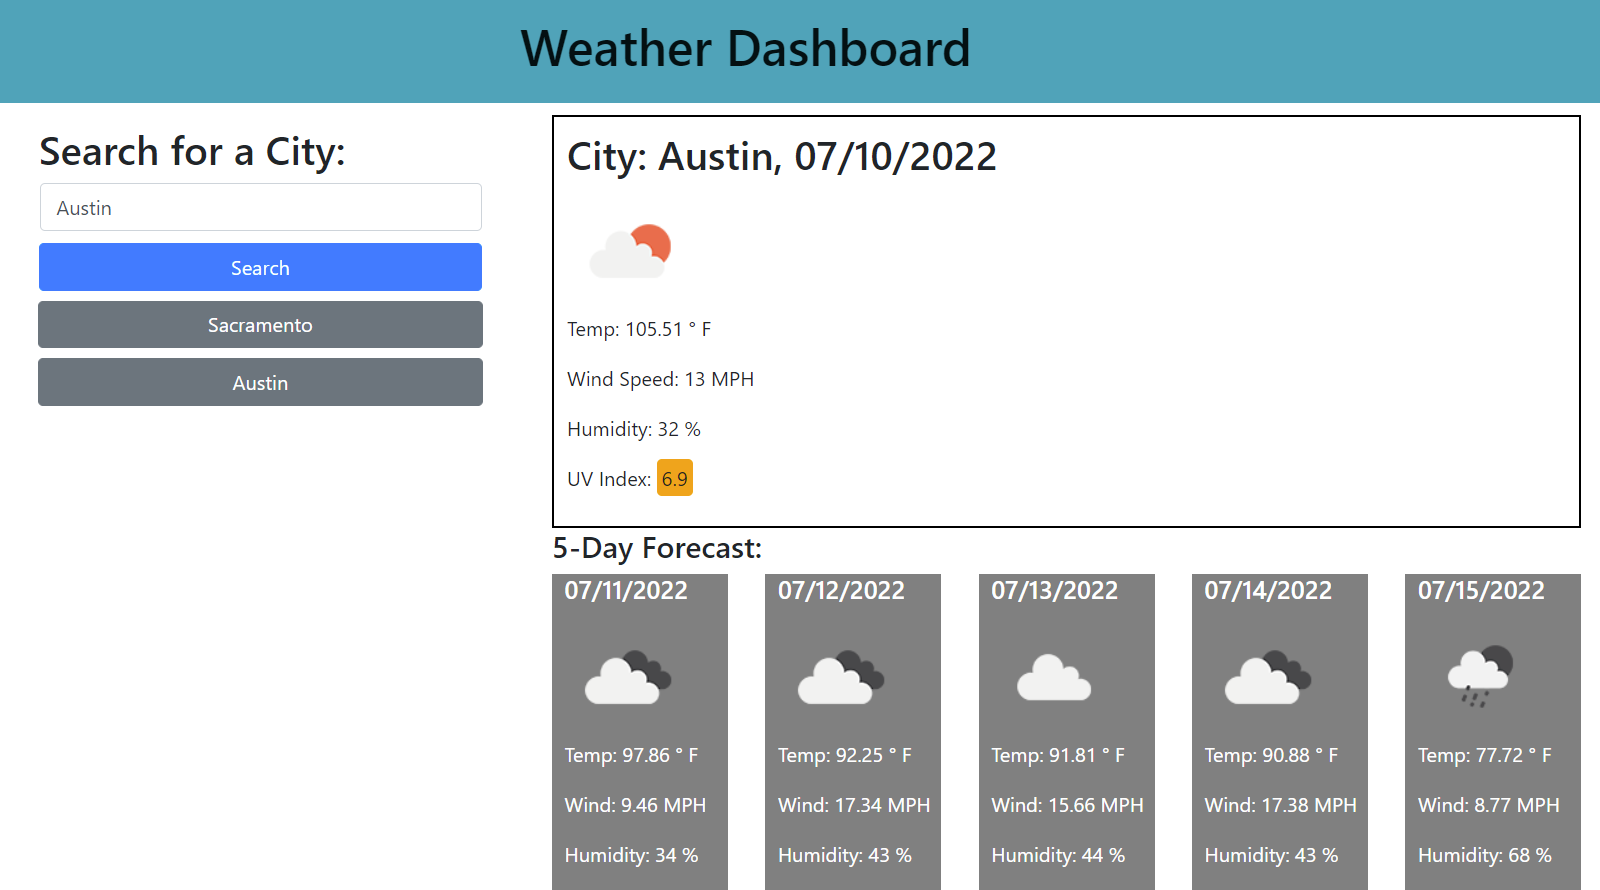 Weather Dashboard
Search for a City:
Austin
Search
Sacramento
Austin
City: Austin, 07/10/2022
Temp: 105.51 ° F
Wind Speed: 13 MPH
Humidity: 32 %
UV Index: 6.9
5-Day Forecast:
07/11/2022
Temp: 97.86 ° F
Wind: 9.46 MPH
Humidity: 34 %
07/12/2022
Temp: 92.25 ° F
Wind: 17.34 MPH
Humidity: 43 %
07/13/2022
Temp: 91.81 ° F
Wind: 15.66 MPH
Humidity: 44 %
07/14/2022
Temp: 90.88 ° F
Wind: 17.38 MPH
Humidity: 43 %
07/15/2022
Temp: 77.72 ° F
Wind: 8.77 MPH
Humidity: 68 %